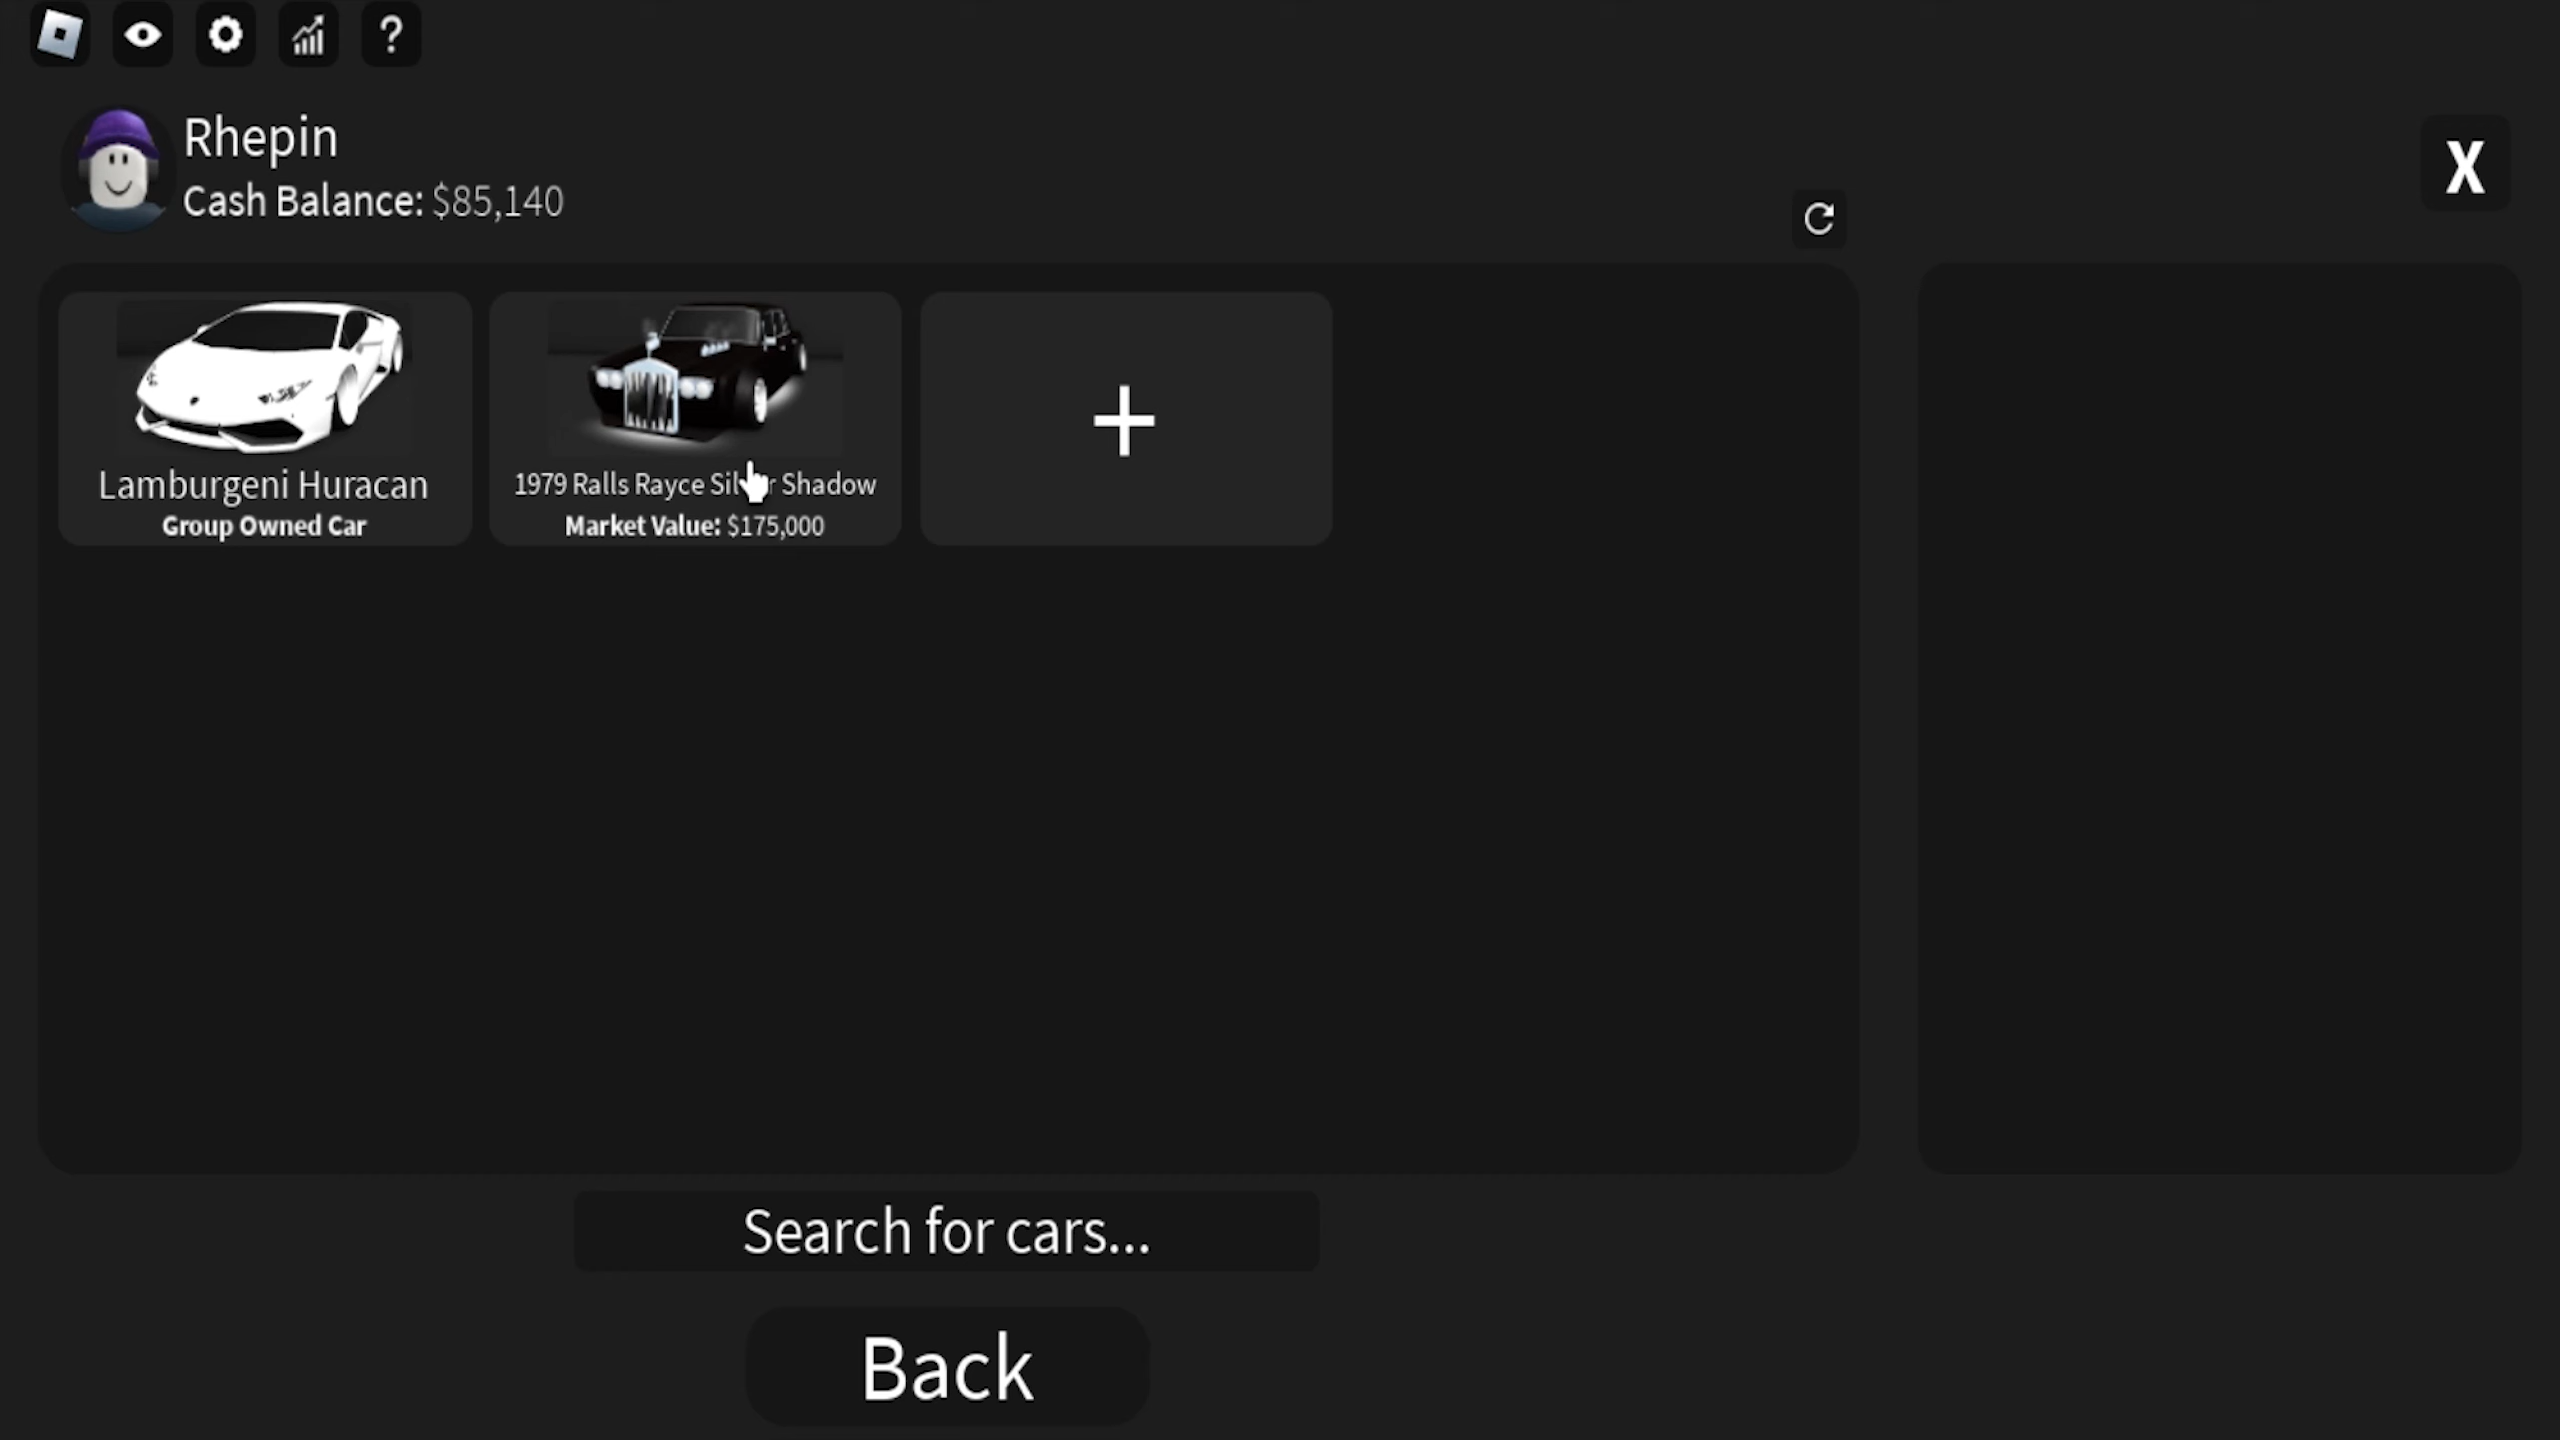 ?
Rhepin
Cash Balance: $85,140
X
Lamburgeni Huracan
Group Owned Car
1979 Ralls Rayce Silver Shadow
Market Value: $175,000
+
Search for cars...
Back